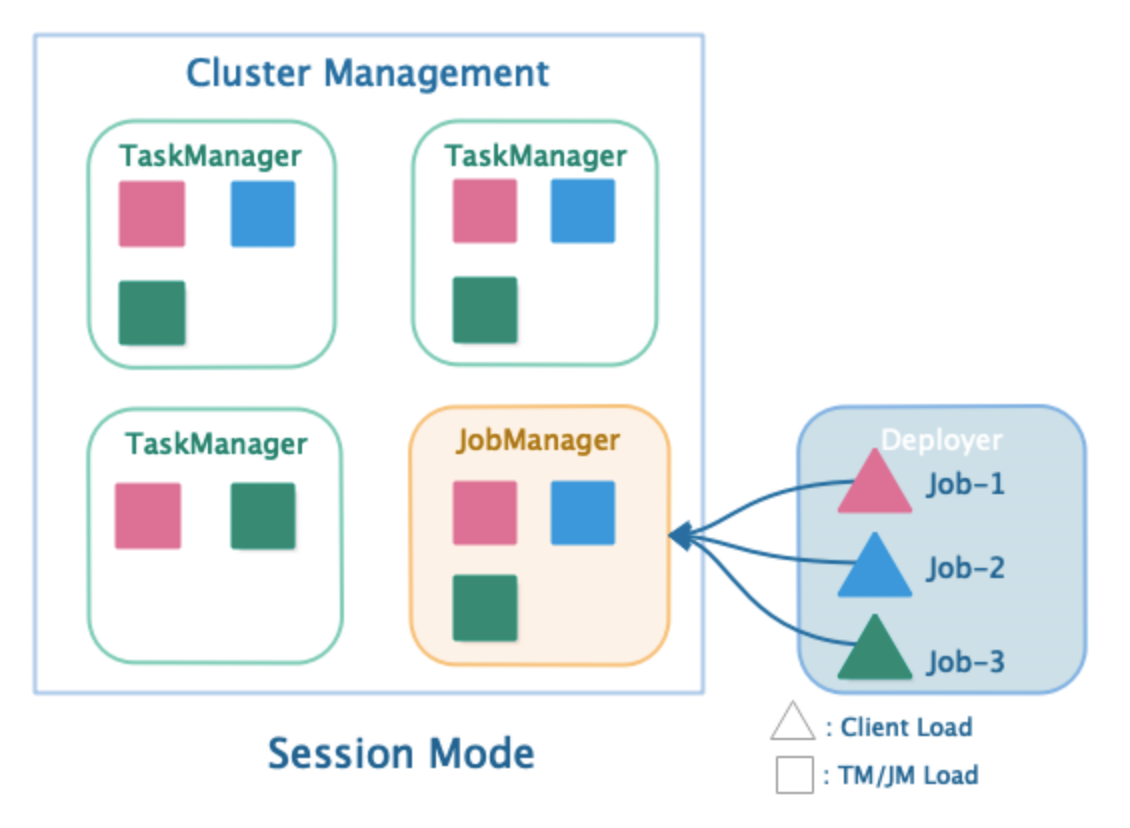 Cluster Management
TaskManager
TaskManager
TaskManager
JobManager
Deployer
Job-1
Job-2
Job-3
Session Mode
: Client Load
: TM/JM Load